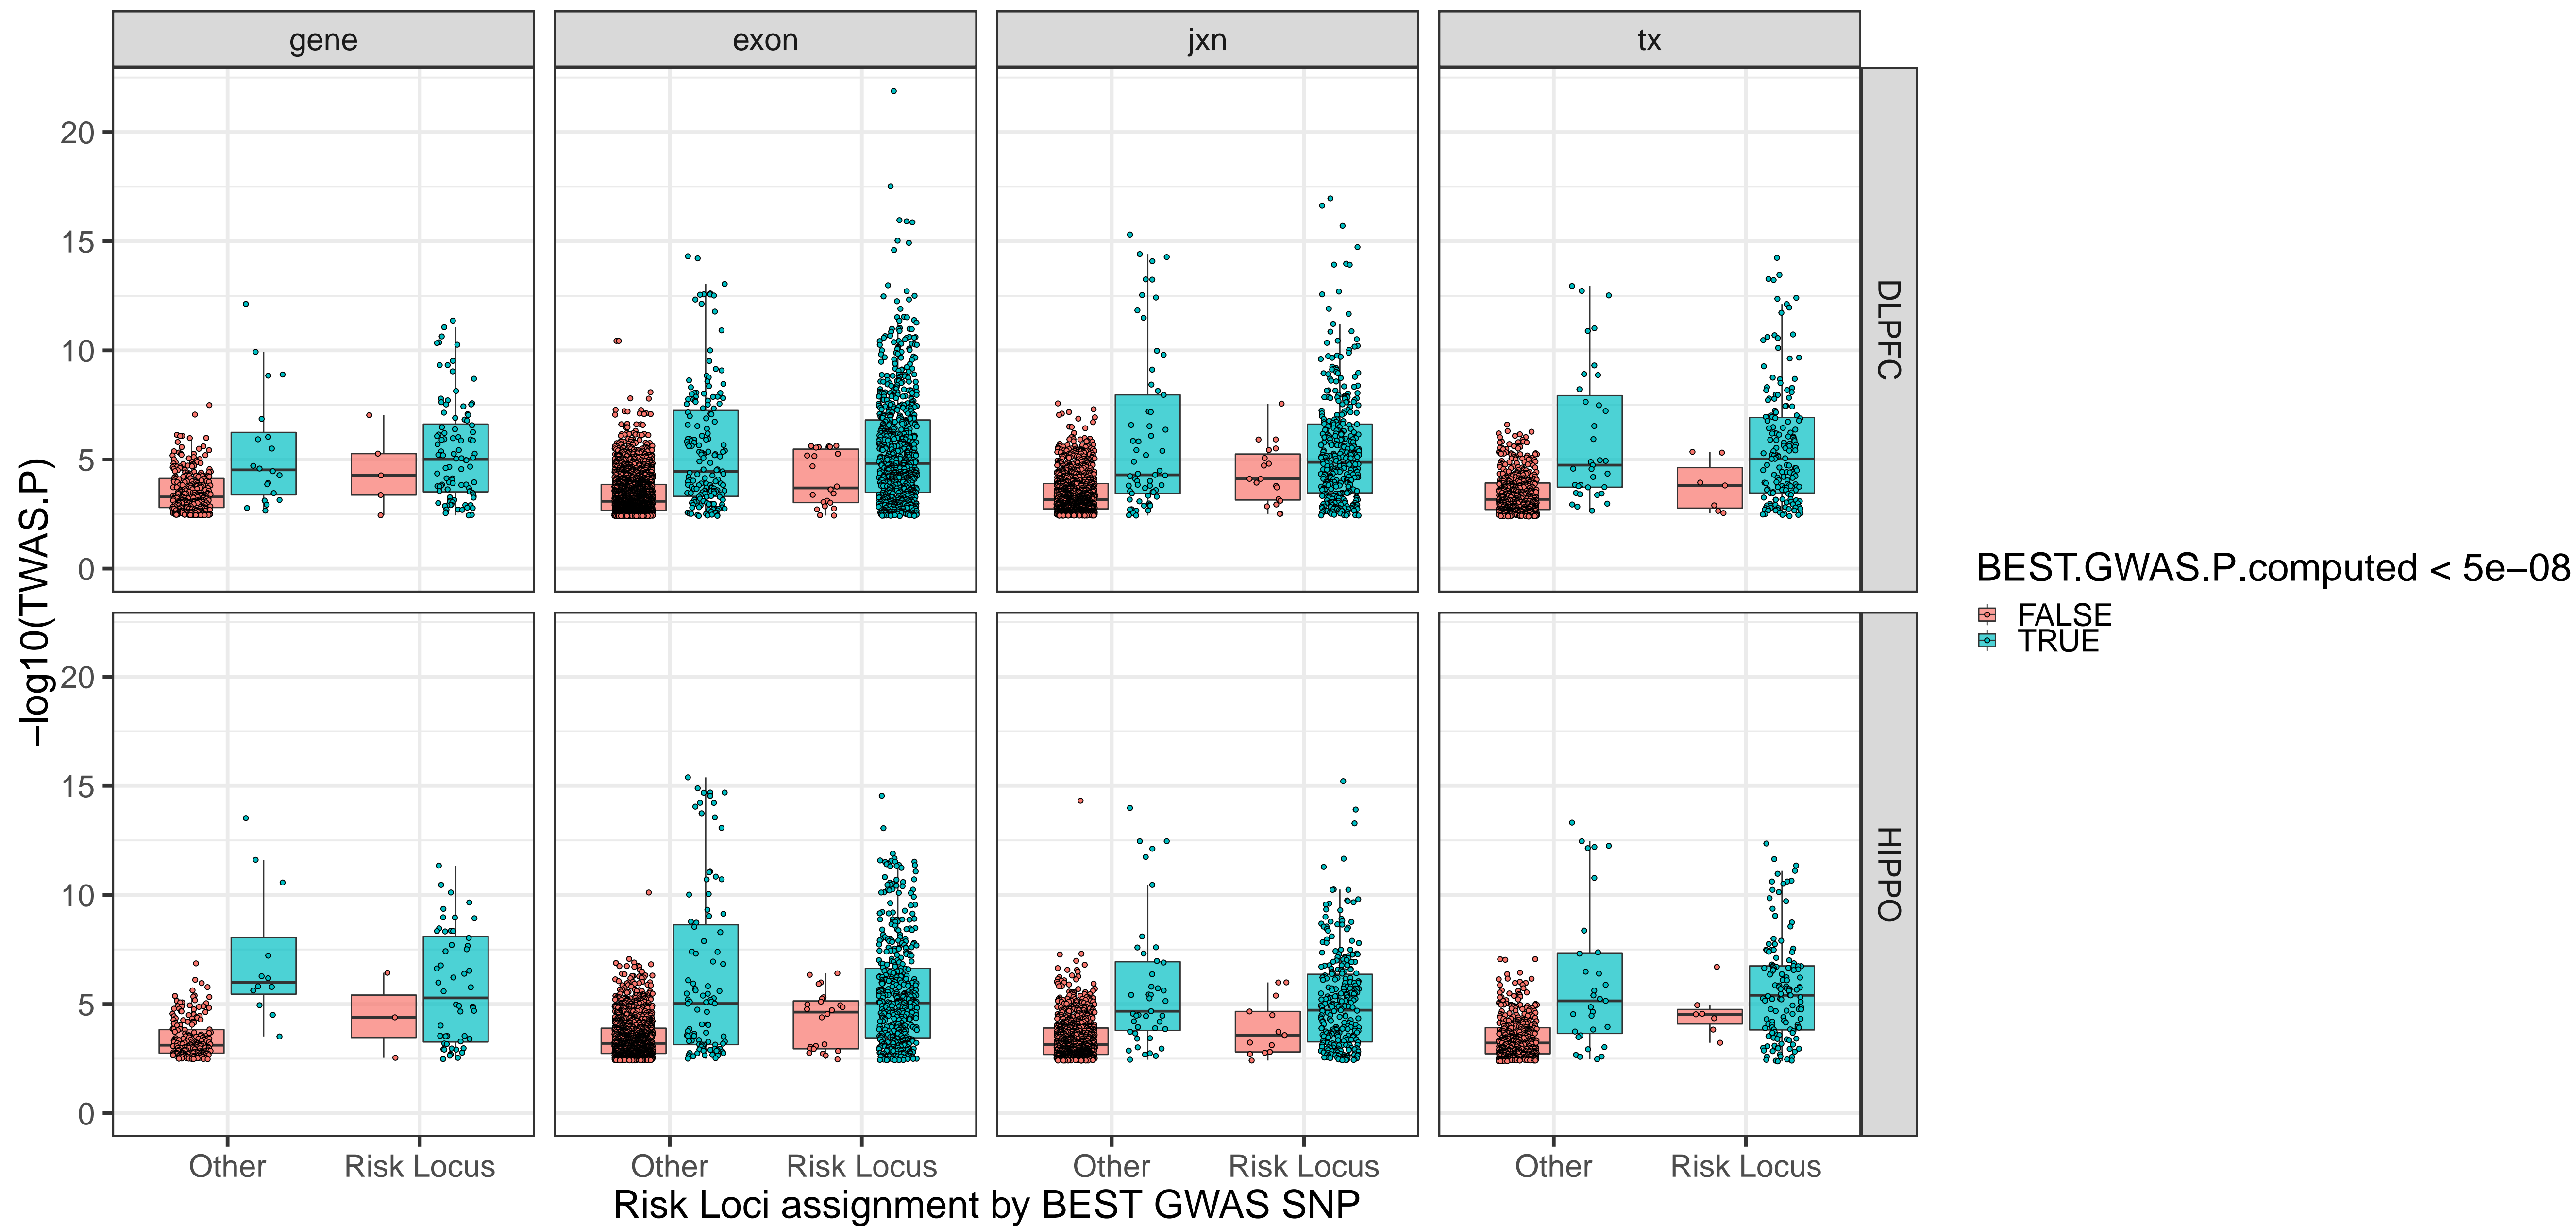 gene
exon
jxn
tx
20
15
10
5
0
DLPFC
20
15
10
5
0
HIPPO
−log10(TWAS.P)
Other
Risk Locus
Other
Risk Locus
Other
Risk Locus
Other
Risk Locus
Risk Loci assignment by BEST GWAS SNP
BEST.GWAS.P.computed < 5e−08
FALSE
TRUE